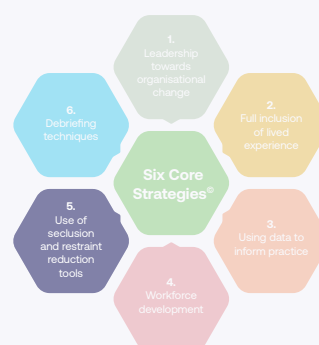 1.
Leadership
towards
organisational
change
2.
Full inclusion
of lived
experience
3.
Using data to
inform practice
4.
Workforce
development
5.
Use of
seclusion
and restraint
reduction
tools
6.
Debriefing
techniques
Six Core
Strategies©